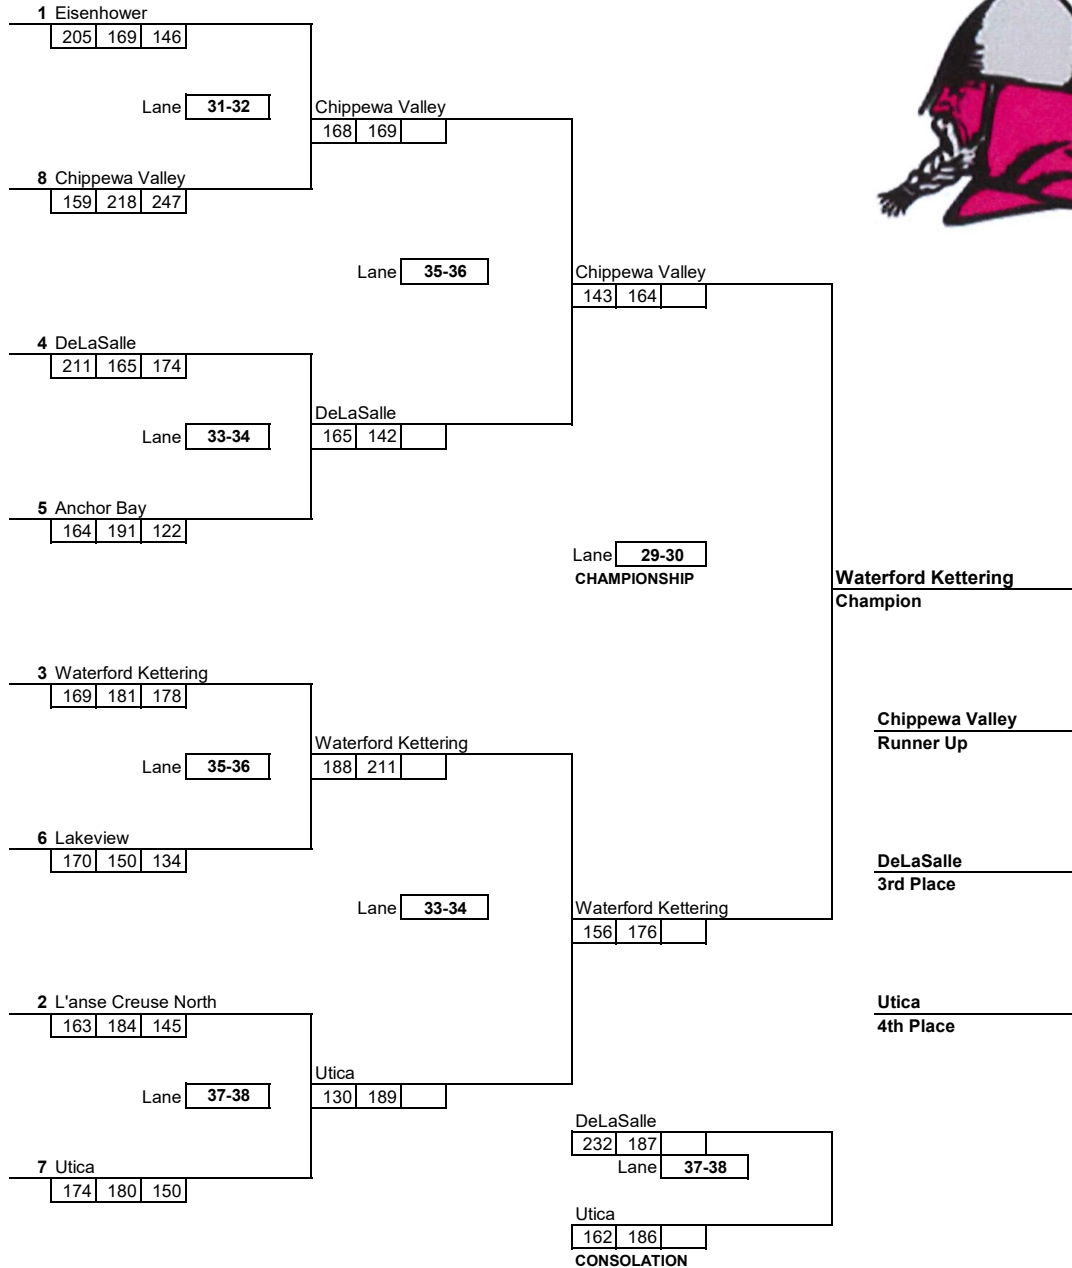 1 Eisenhower
205 169 146
Lane 31-32
Chippewa Valley
168 169
8 Chippewa Valley
159 218 247
Lane 35-36
Chippewa Valley
143 164
4 DeLaSalle
211 165 174
DeLaSalle
Lane 33-34
165 142
5 Anchor Bay
164 191 122
Lane 29-30
CHAMPIONSHIP
Waterford Kettering
Champion
3 Waterford Kettering
169 181 178
Chippewa Valley
Runner Up
Waterford Kettering
Lane 35-36
188 211
6 Lakeview
170 150 134
DeLaSalle
3rd Place
Lane 33-34
Waterford Kettering
156 176
2 L'anse Creuse North
163 184 145
Utica
4th Place
Utica
Lane 37-38
130 189
DeLaSalle
232 187
Lane 37-38
7 Utica
174 180 150
Utica
162 186
CONSOLATION